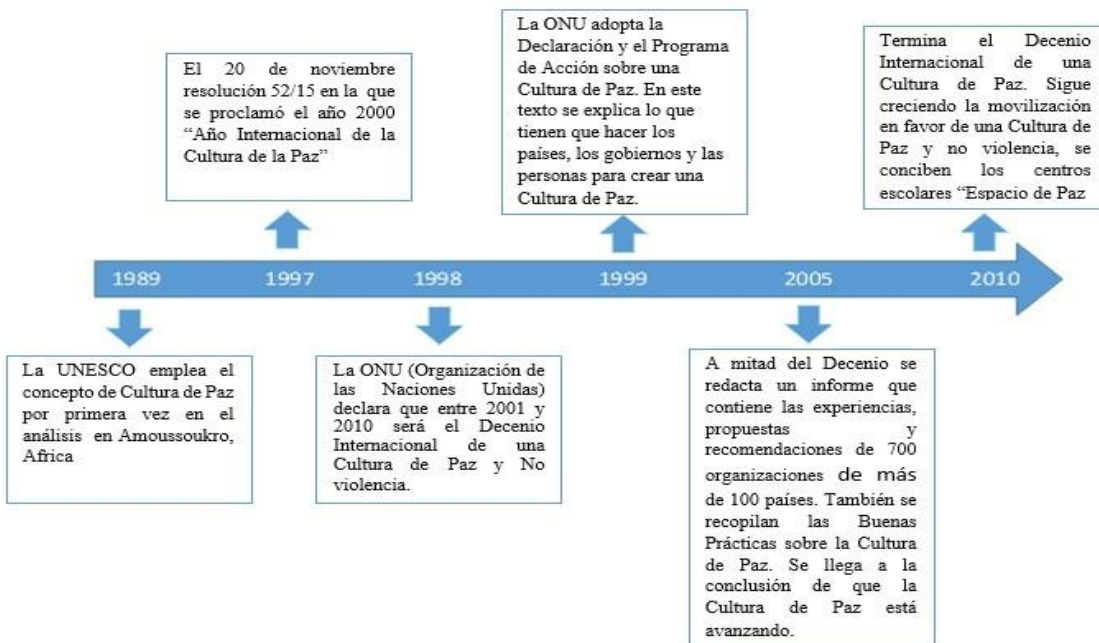 El 20 de noviembre
resolución 52/15 en la que
se proclamó el año 2000
“Año Internacional de la
Cultura de la Paz”
La ONU adopta la
Declaración y el Programa
de Acción sobre una
Cultura de Paz. En este
texto se explica lo que
tienen que hacer los
países, los gobiernos y las
personas para crear una
Cultura de Paz.
Termina el Decenio
Internacional de una
Cultura de Paz. Sigue
creciendo la movilización
en favor de una Cultura de
Paz y no violencia, se
conciben los centros
escolares “Espacio de Paz
1989 1997 1998 1999 2005 2010
La UNESCO emplea el
concepto de Cultura de Paz
por primera vez en el
análisis en Amoussoukro,
Africa
La ONU (Organización de
las Naciones Unidas)
declara que entre 2001 y
2010 será el Decenio
Internacional de una
Cultura de Paz y No
violencia.
A mitad del Decenio se
redacta un informe que
contiene las experiencias,
propuestas y
recomendaciones de 700
organizaciones de más
de 100 países. También se
recopilan las Buenas
Prácticas sobre la Cultura
de Paz. Se llega a la
conclusión de que la
Cultura de Paz está
avanzando.